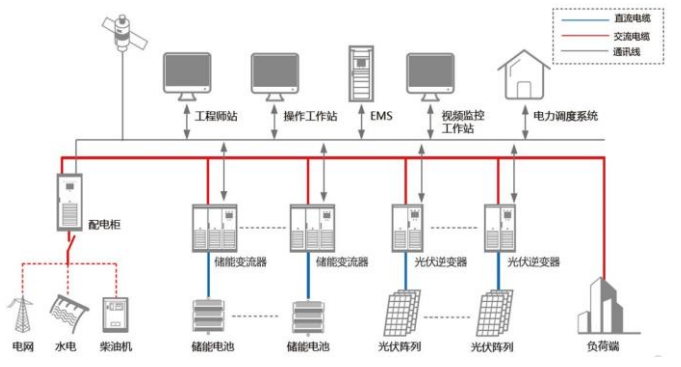 直流电缆
交流电缆
通讯线
工程师站
操作工作站
EMS
视频监控
工作站
电力调度系统
配电柜
储能变流器
储能变流器
光伏逆变器
光伏逆变器
电网
水电
柴油机
储能电池
储能电池
光伏阵列
光伏阵列
负荷端